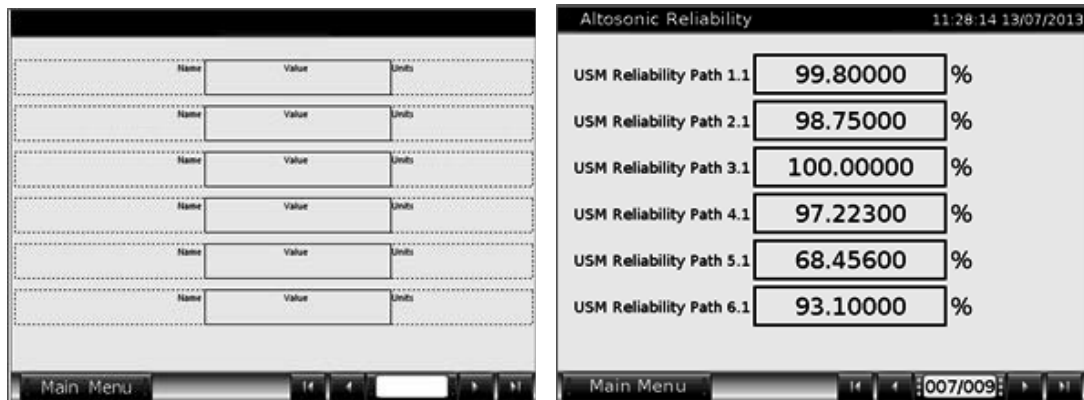 Name Value Units
Name Value Units
Name Value Units
Name Value Units
Name Value Units
Name Value Units
Main Menu
Altosonic Reliability 11:28:14 13/07/2013
USM Reliability Path 1.1 99.80000 %
USM Reliability Path 2.1 98.75000 %
USM Reliability Path 3.1 100.00000 %
USM Reliability Path 4.1 97.22300 %
USM Reliability Path 5.1 68.45600 %
USM Reliability Path 6.1 93.10000 %
Main Menu 007/009